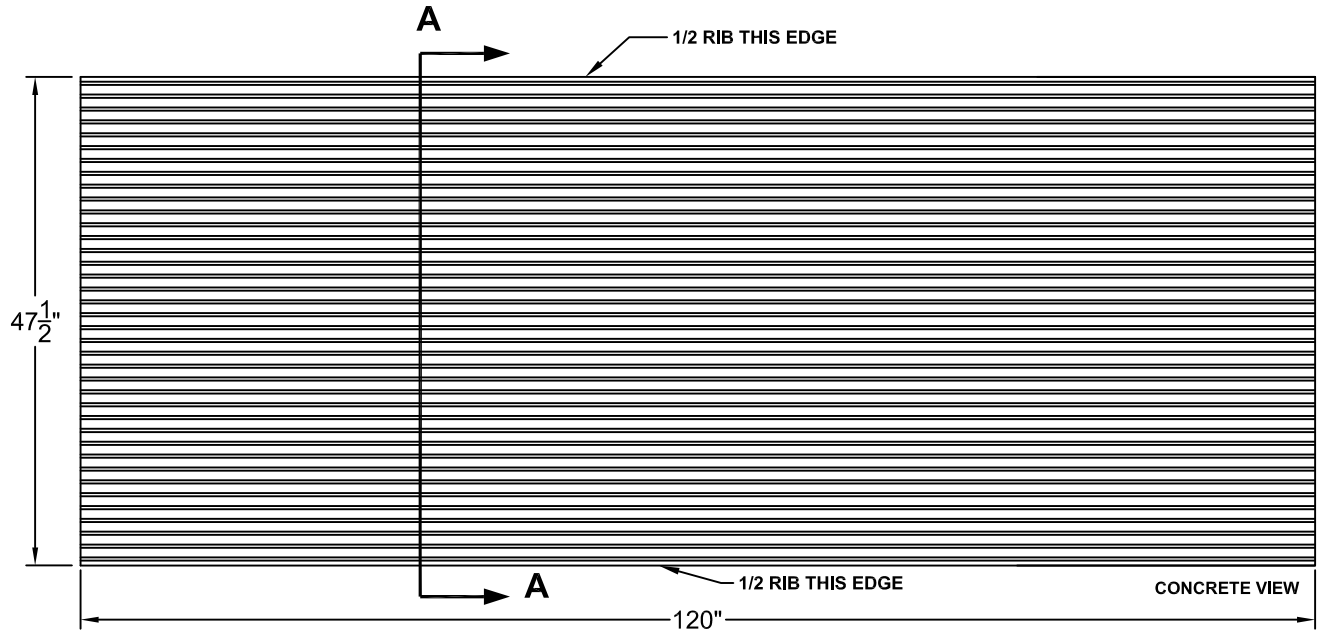 A
1/2 RIB THIS EDGE
47 1/2"
A
1/2 RIB THIS EDGE
CONCRETE VIEW
120"